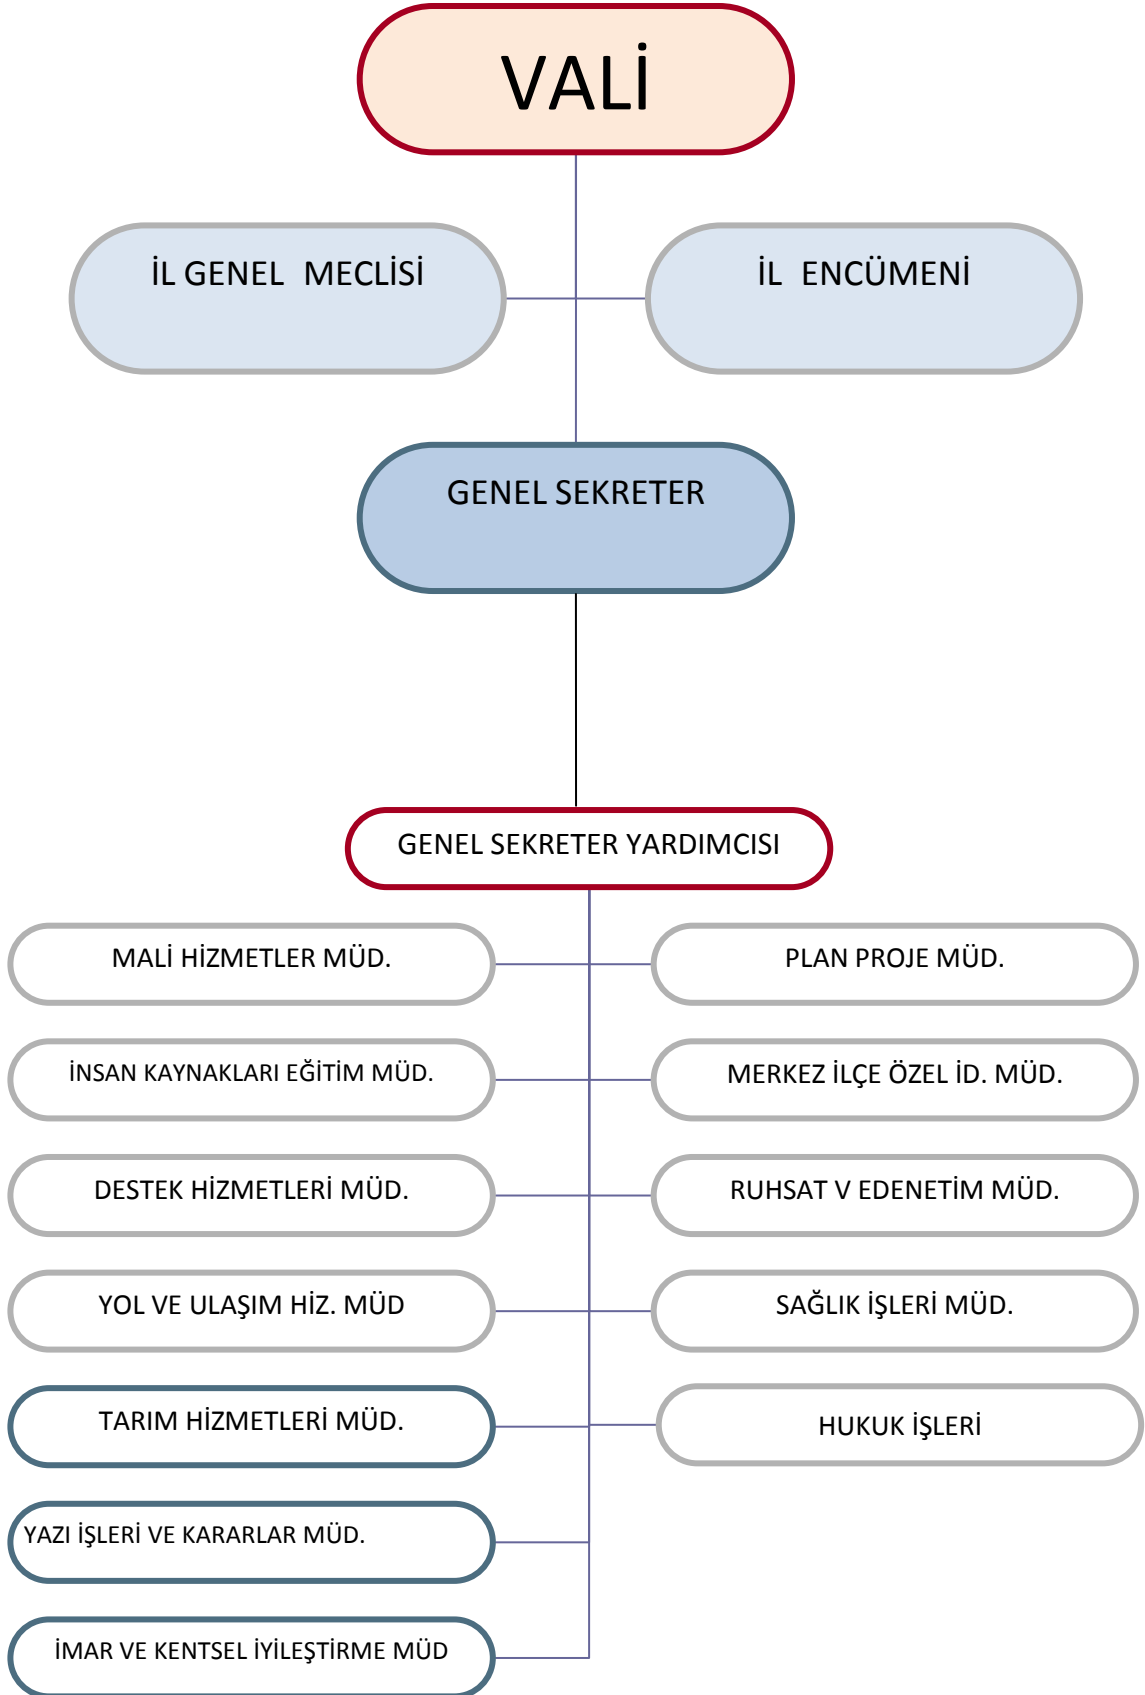 VALİ
İL GENEL MECLİSİ
İL ENCÜMENİ
GENEL SEKRETER
GENEL SEKRETER YARDIMCISI
MALİ HİZMETLER MÜD.
PLAN PROJE MÜD.
İNSAN KAYNAKLARI EĞİTİM MÜD.
MERKEZ İLÇE ÖZEL İD. MÜD.
DESTEK HİZMETLERİ MÜD.
RUHSAT V EDENETİM MÜD.
YOL VE ULAŞIM HİZ. MÜD
SAĞLIK İŞLERİ MÜD.
TARIM HİZMETLERİ MÜD.
HUKUK İŞLERİ
YAZI İŞLERİ VE KARARLAR MÜD.
İMAR VE KENTSEL İYİLEŞTİRME MÜD